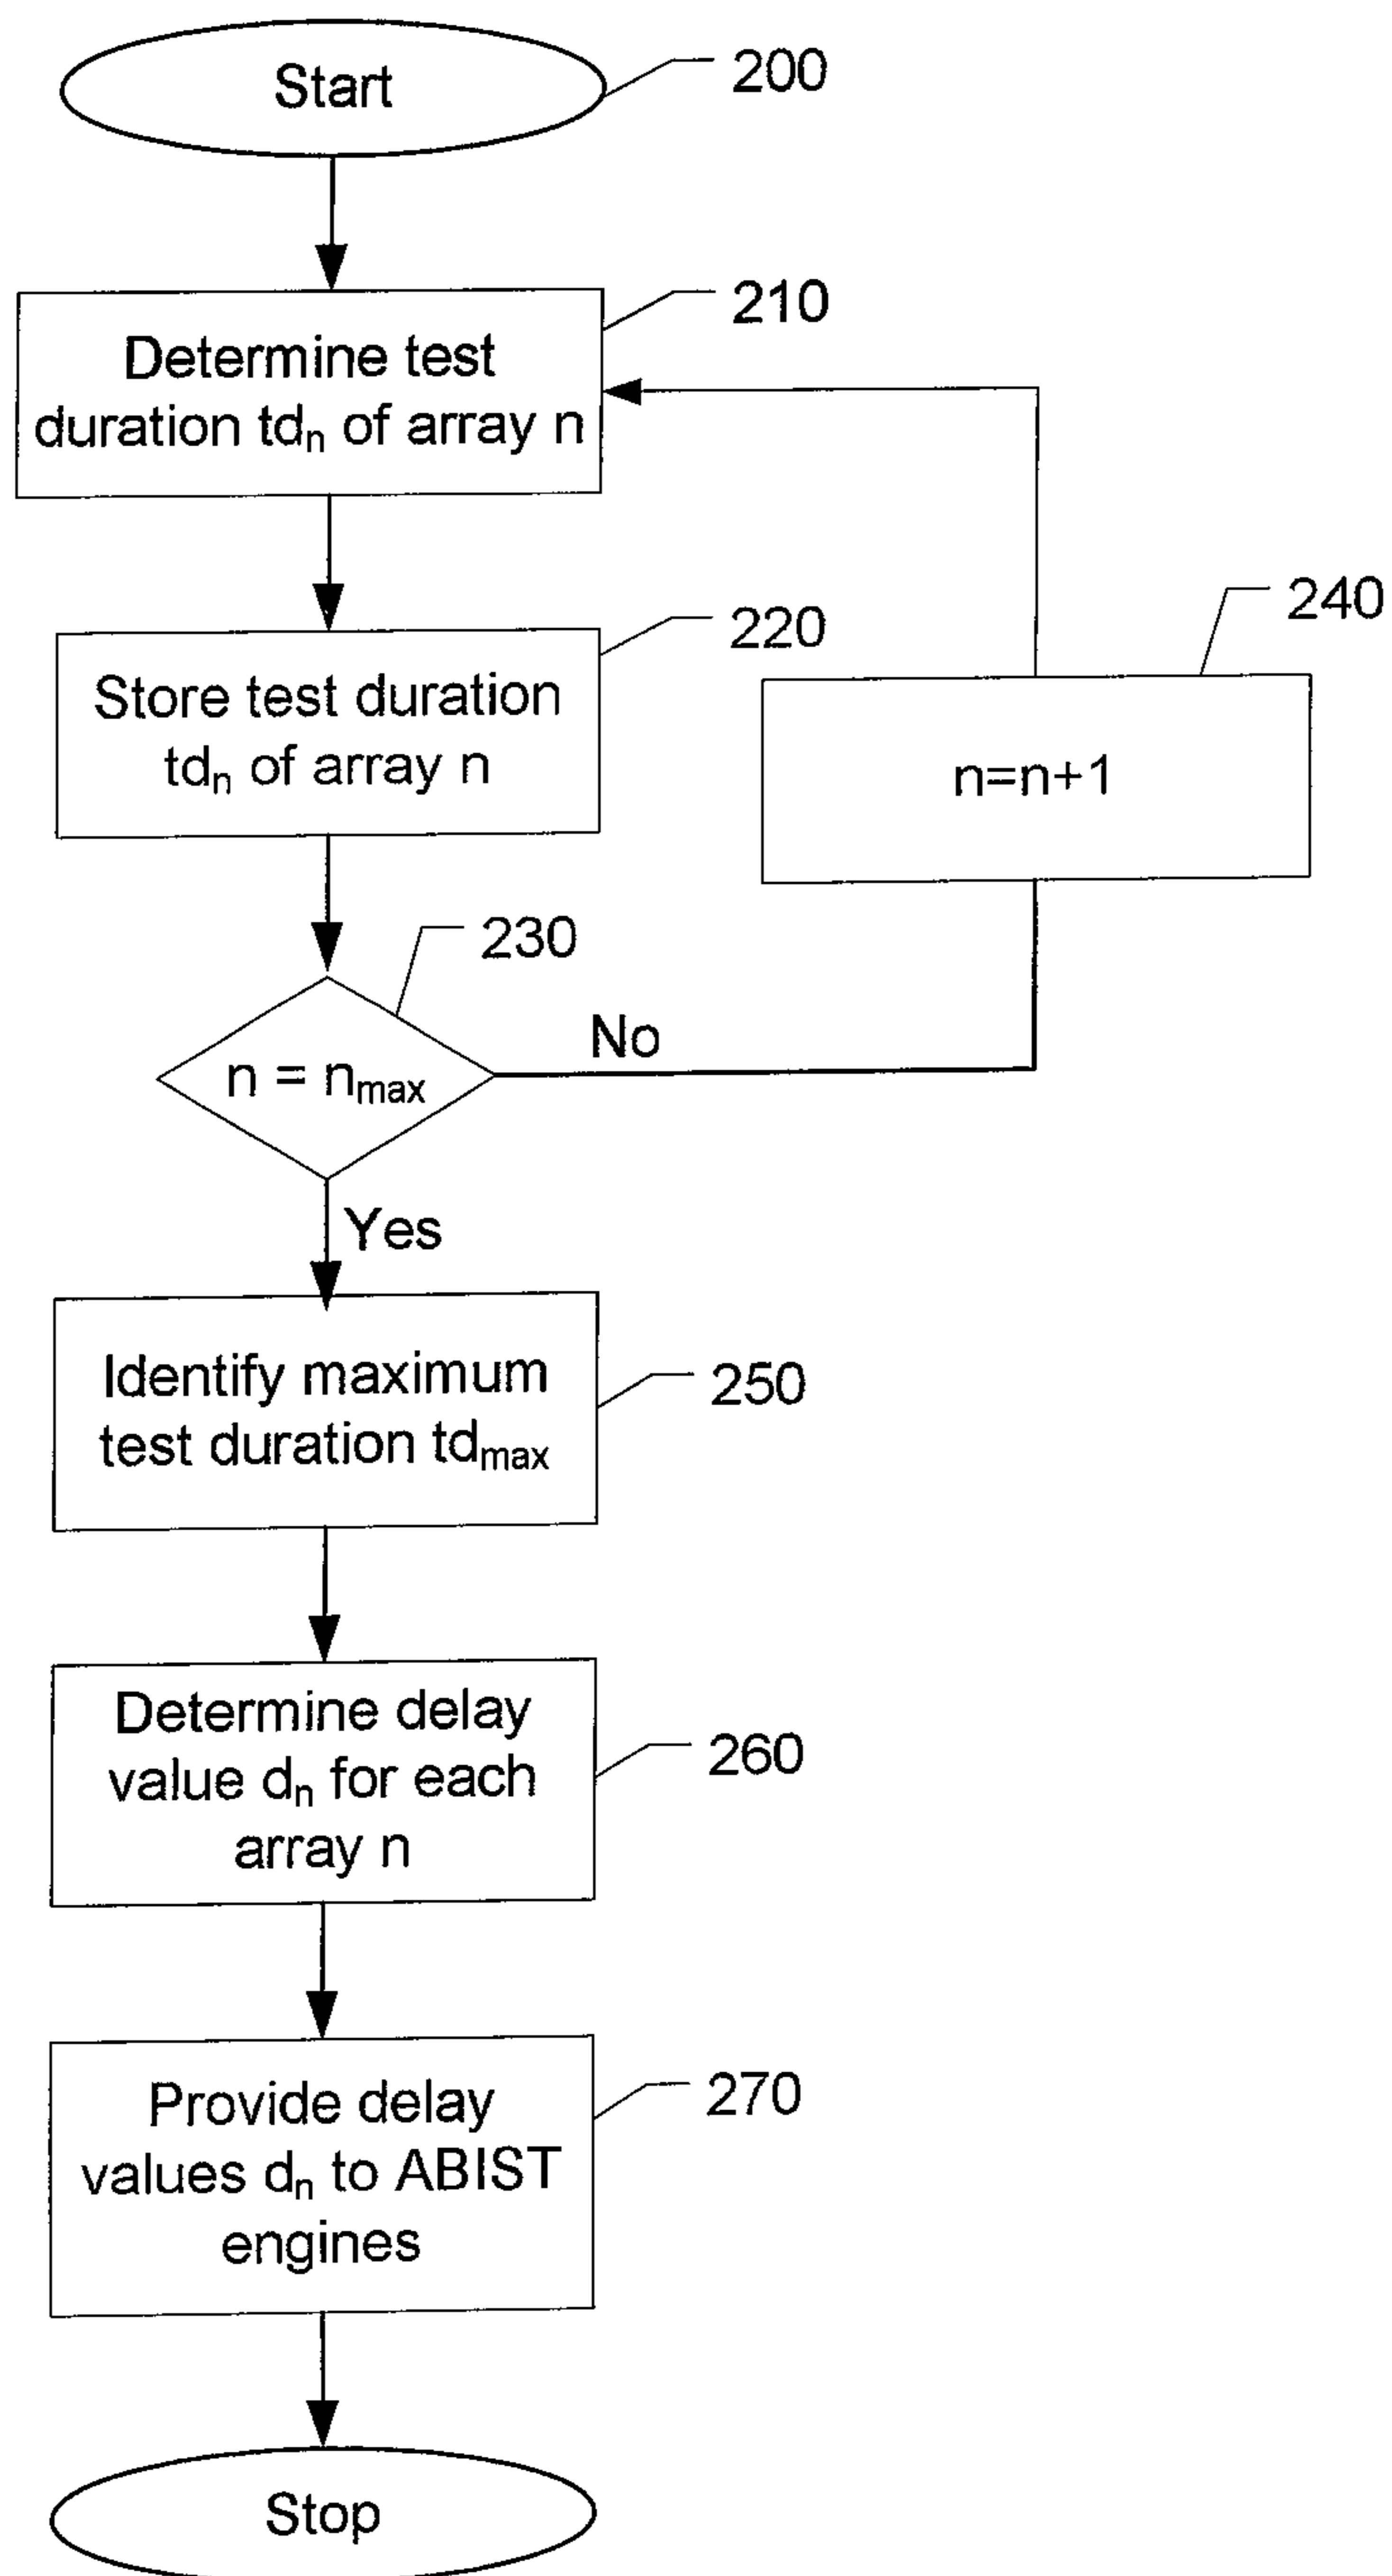 Start
200
210
Determine test
duration tdn of array n
220
Store test duration
tdn of array n
240
n=n+1
230
n = nmax
No
Yes
250
Identify maximum
test duration tdmax
260
Determine delay
value dn for each
array n
270
Provide delay
values dn to ABIST
engines
Stop